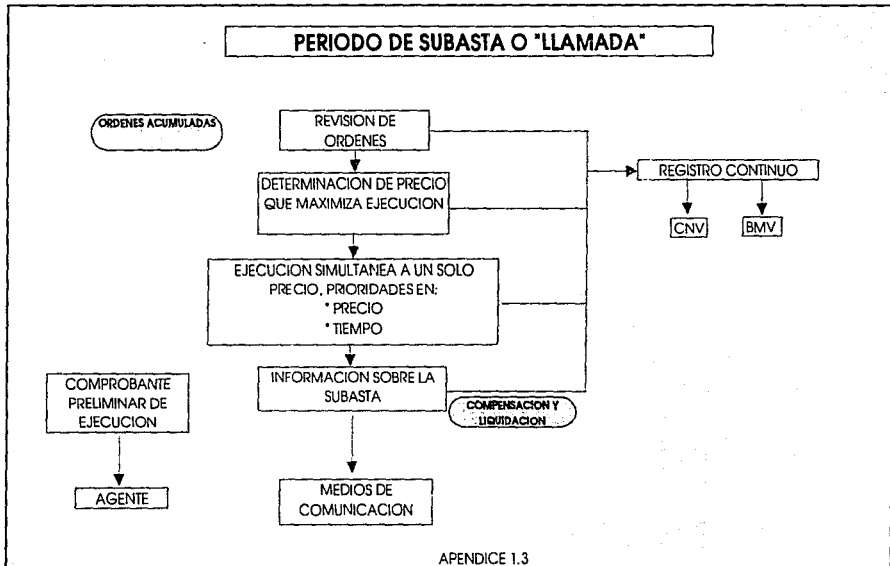 PERIODO DE SUBASTA O "LLAMADA"
ORDENES ACUMULADAS
REVISION DE
ORDENES
REGISTRO CONTINUO
DETERMINACION DE PRECIO
QUE MAXIMIZA EJECUCION
CNV
BMV
EJECUCION SIMULTANEA A UN SOLO
PRECIO, PRIORIDADES EN:
* PRECIO
* TIEMPO
INFORMACION SOBRE LA
SUBASTA
COMPROBANTE
PRELIMINAR DE
EJECUCION
COMPENSACION Y
LIQUIDACION
AGENTE
MEDIOS DE
COMUNICACION
APENDICE 1.3